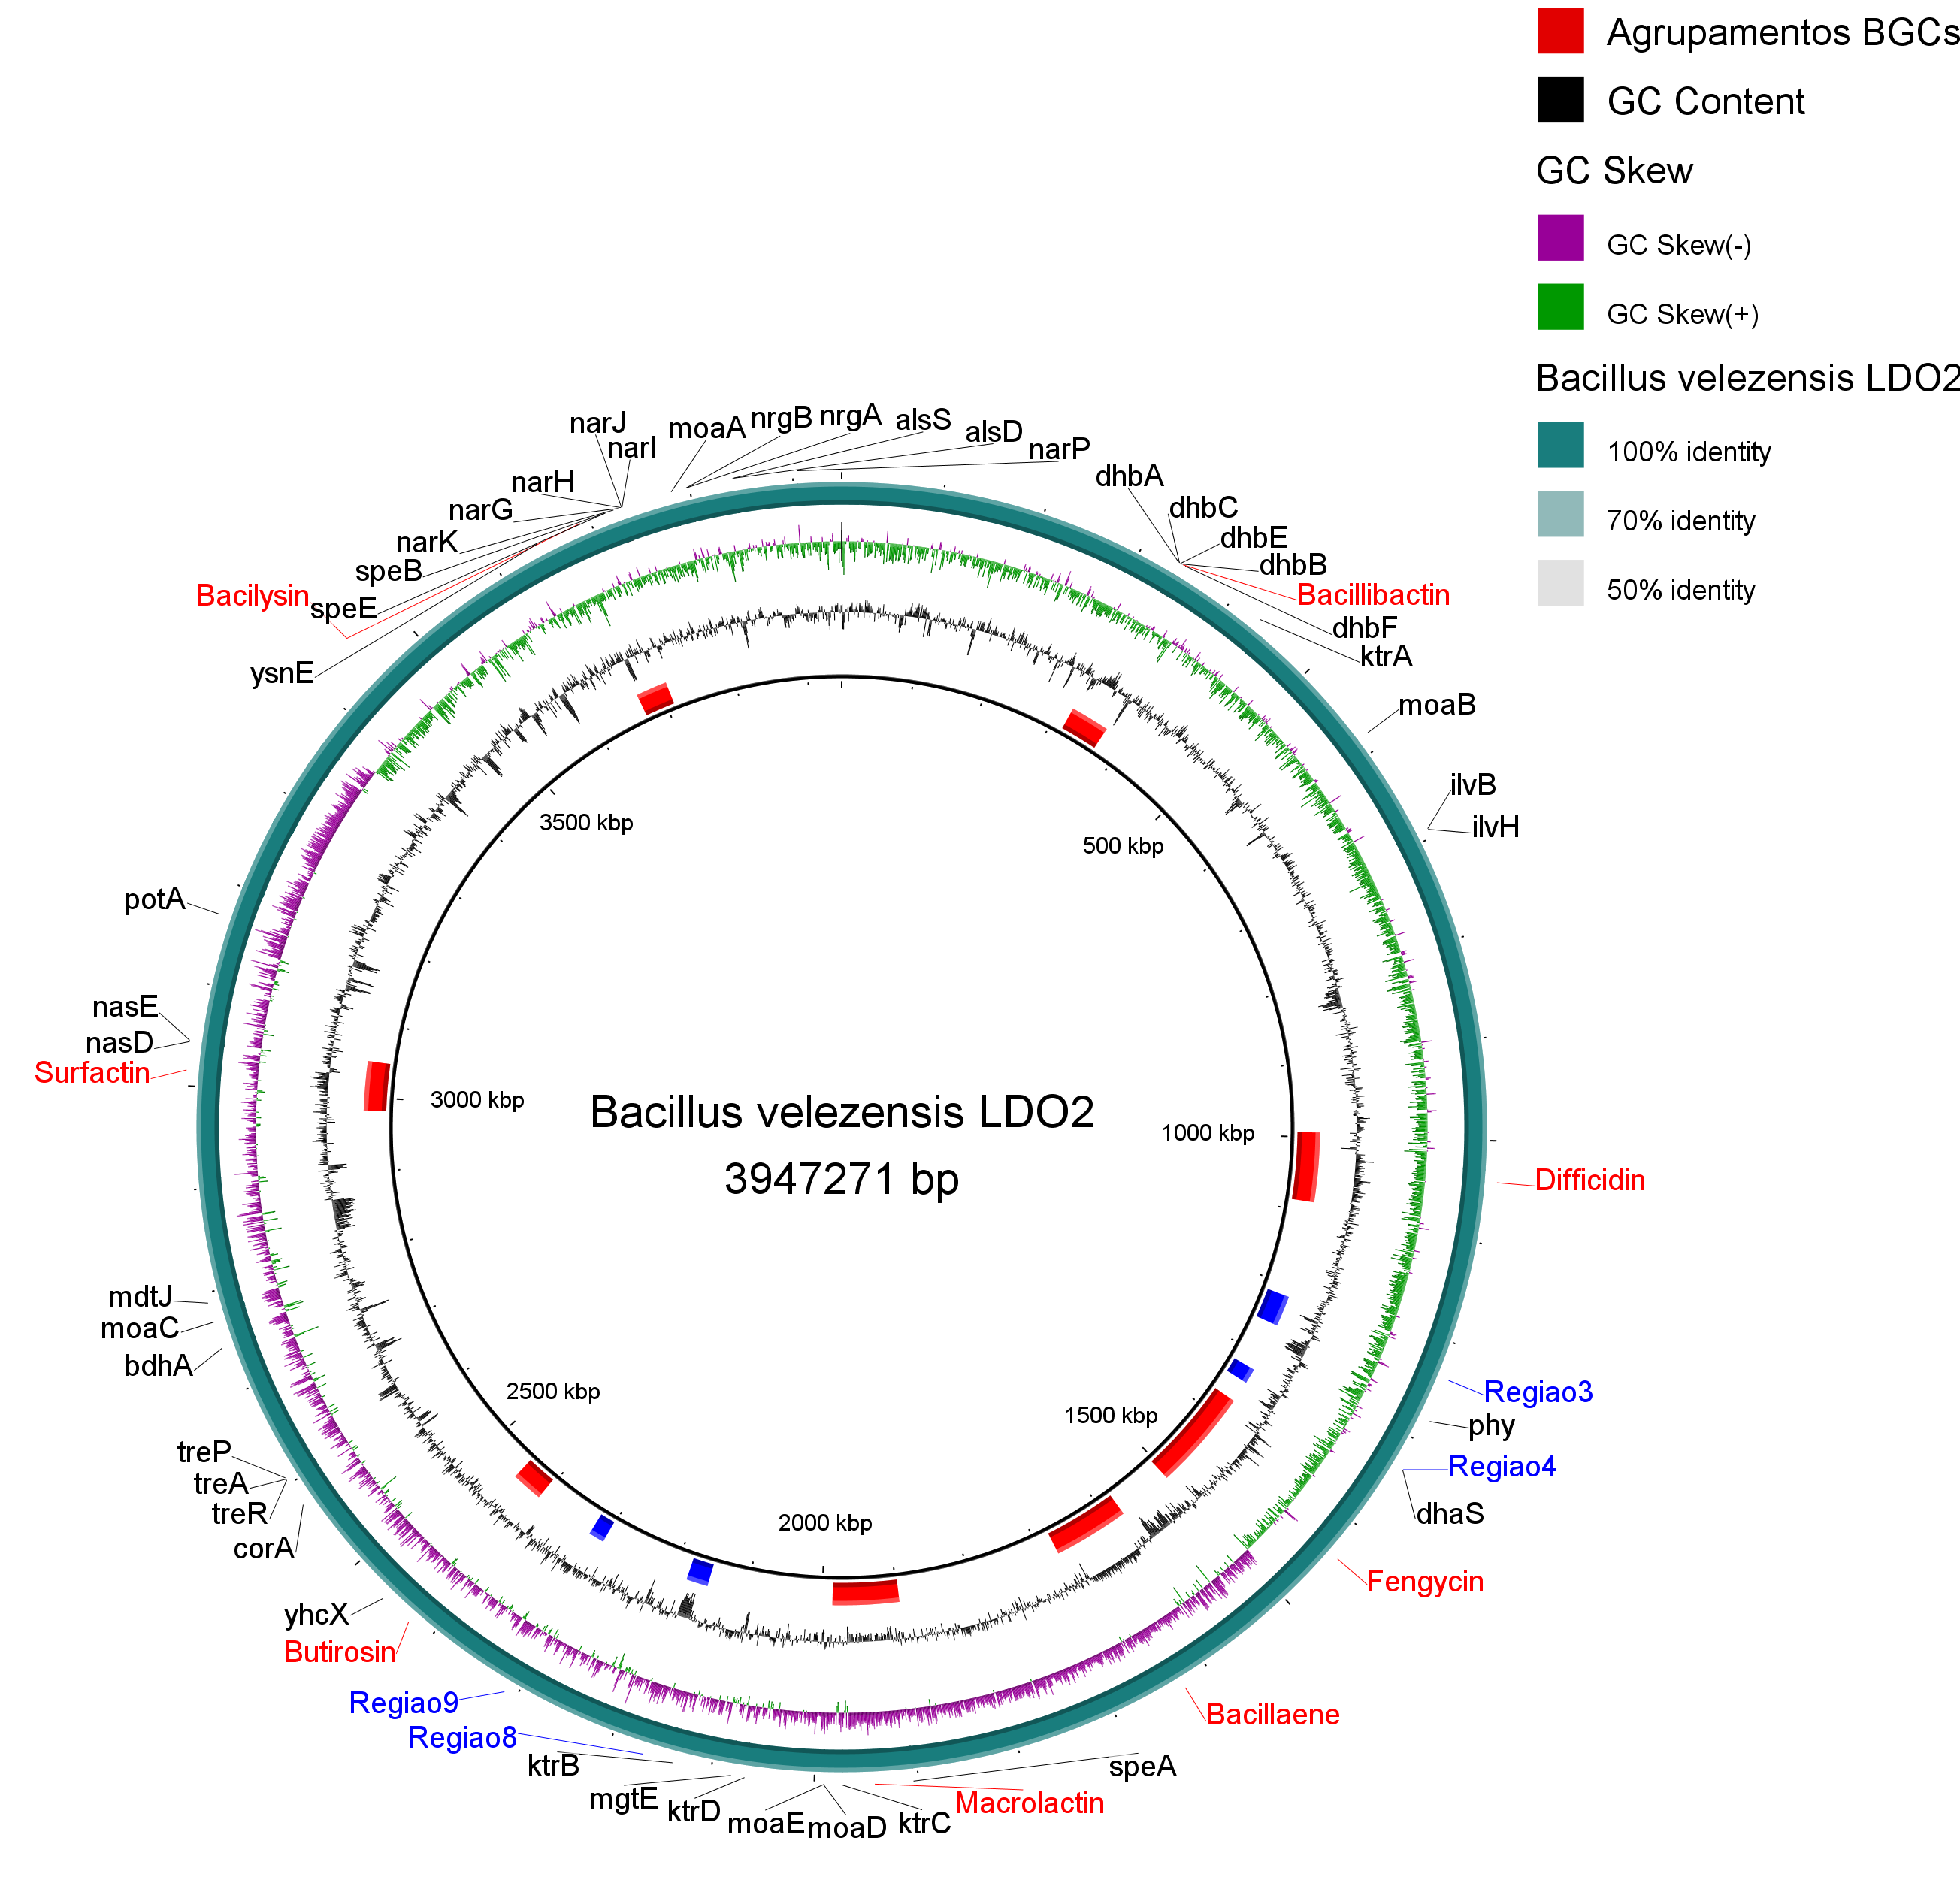 Agrupamentos BGCs
GC Content
GC Skew
GC Skew(-)
GC Skew(+)
Bacillus velezensis LDO2
100% identity
70% identity
50% identity
narJ
narI
moaA
nrgB
nrgA
alsS
alsD
narP
dhbA
dhbC
dhbE
dhbB
Bacillibactin
dhbF
ktrA
moaB
ilvB
ilvH
narH
narG
narK
speB
Bacilysin
speE
ysnE
potA
nasE
nasD
Surfactin
3500 kbp
500 kbp
3000 kbp
Bacillus velezensis LDO2
3947271 bp
1000 kbp
2500 kbp
1500 kbp
2000 kbp
Difficidin
Regiao3
phy
Regiao4
dhaS
Fengycin
Bacillaene
speA
Macrolactin
ktrC
moaD
moaE
ktrD
mgtE
ktrB
Regiao8
Regiao9
Butirosin
yhcX
corA
treR
treA
treP
bdhA
moaC
mdtJ